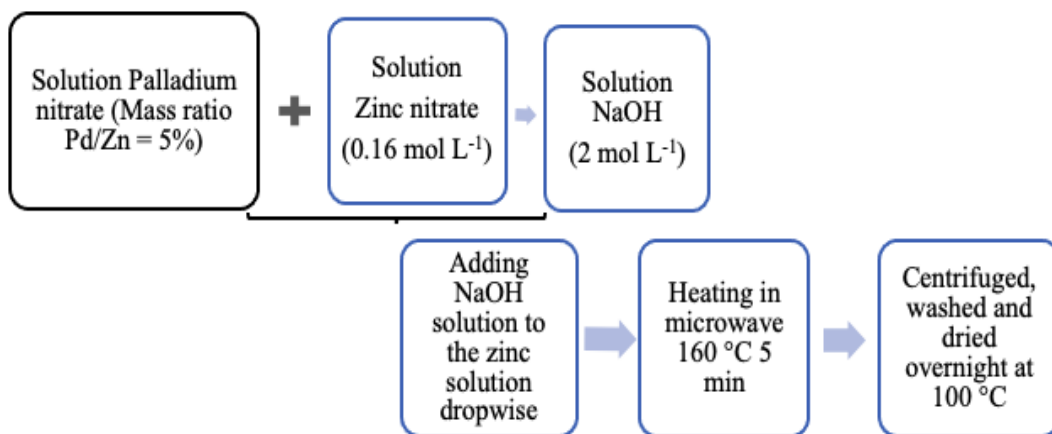 Solution Palladium
nitrate (Mass ratio
Pd/Zn = 5%)
+
Solution
Zinc nitrate
(0.16 mol L⁻¹)
Solution
NaOH
(2 mol L⁻¹)
Adding
NaOH
solution to
the zinc
solution
dropwise
Heating in
microwave
160 °C 5
min
Centrifuged,
washed and
dried
overnight at
100 °C